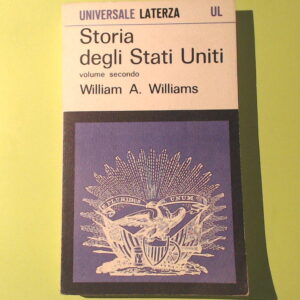 UNIVERSALE LATERZA UL
Storia
degli Stati Uniti
volume secondo
William A. Williams
E PLURIBUS UNUM